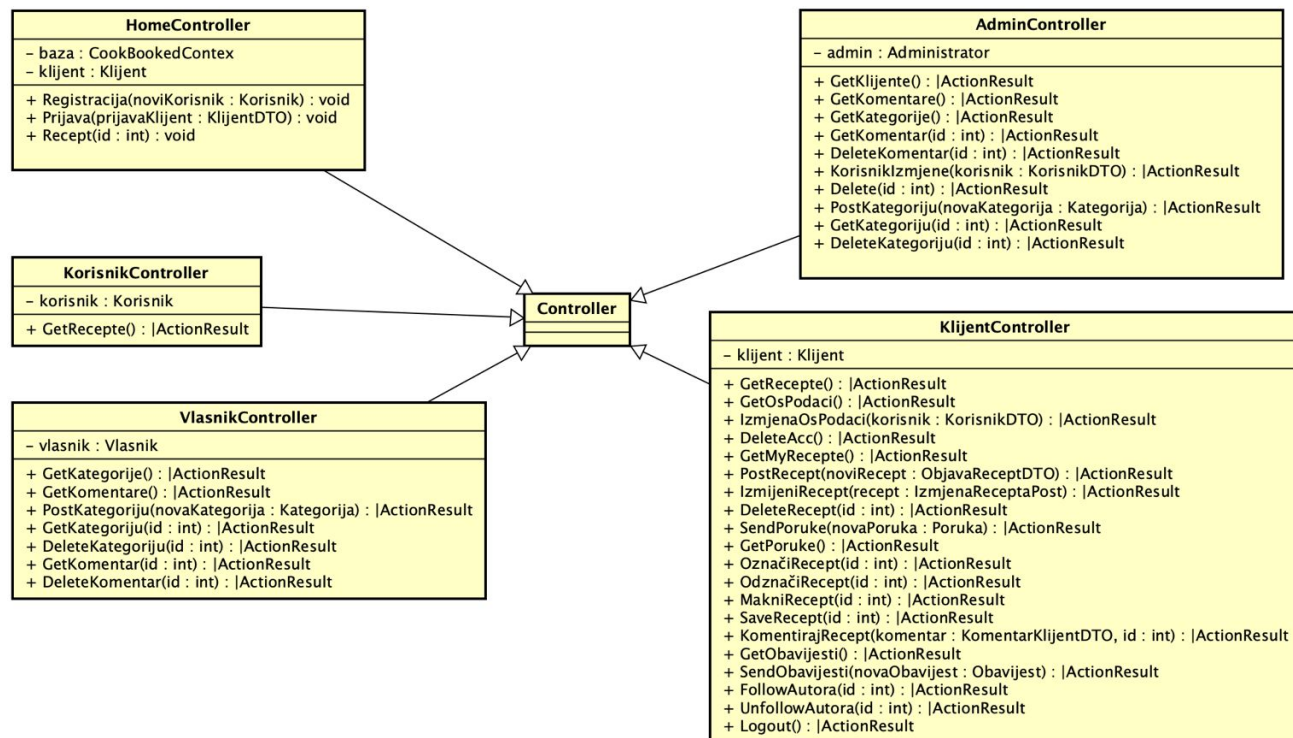 HomeController
– baza : CookBookedContex
– klijent : Klijent
+ Registracija(noviKorisnik : Korisnik) : void
+ Prijava(prijavaKlijent : KlijentDTO) : void
+ Recept(id : int) : void
AdminController
– admin : Administrator
+ GetKlijente() : |ActionResult
+ GetKomentare() : |ActionResult
+ GetKategorije() : |ActionResult
+ GetKomentar(id : int) : |ActionResult
+ DeleteKomentar(id : int) : |ActionResult
+ KorisnikIzmjene(korisnik : KorisnikDTO) : |ActionResult
+ Delete(id : int) : |ActionResult
+ PostKategoriju(novaKategorija : Kategorija) : |ActionResult
+ GetKategoriju(id : int) : |ActionResult
+ DeleteKategoriju(id : int) : |ActionResult
KorisnikController
– korisnik : Korisnik
+ GetRecepte() : |ActionResult
Controller
VlasnikController
– vlasnik : Vlasnik
+ GetKategorije() : |ActionResult
+ GetKomentare() : |ActionResult
+ PostKategoriju(novaKategorija : Kategorija) : |ActionResult
+ GetKategoriju(id : int) : |ActionResult
+ DeleteKategoriju(id : int) : |ActionResult
+ GetKomentar(id : int) : |ActionResult
+ DeleteKomentar(id : int) : |ActionResult
KlijentController
– klijent : Klijent
+ GetRecepte() : |ActionResult
+ GetOsPodaci() : |ActionResult
+ IzmjenaOsPodaci(korisnik : KorisnikDTO) : |ActionResult
+ DeleteAcc() : |ActionResult
+ GetMyRecepte() : |ActionResult
+ PostRecept(noviRecept : ObjavaReceptDTO) : |ActionResult
+ IzmijeniRecept(recept : IzmjenaReceptaPost) : |ActionResult
+ DeleteRecept(id : int) : |ActionResult
+ SendPoruke(novaPoruka : Poruka) : |ActionResult
+ GetPoruke() : |ActionResult
+ OznačiRecept(id : int) : |ActionResult
+ OdznačiRecept(id : int) : |ActionResult
+ MakniRecept(id : int) : |ActionResult
+ SaveRecept(id : int) : |ActionResult
+ KomentirajRecept(komentar : KomentarKlijentDTO, id : int) : |ActionResult
+ GetObavijesti() : |ActionResult
+ SendObavijesti(novaObavijest : Obavijest) : |ActionResult
+ FollowAutora(id : int) : |ActionResult
+ UnfollowAutora(id : int) : |ActionResult
+ Logout() : |ActionResult